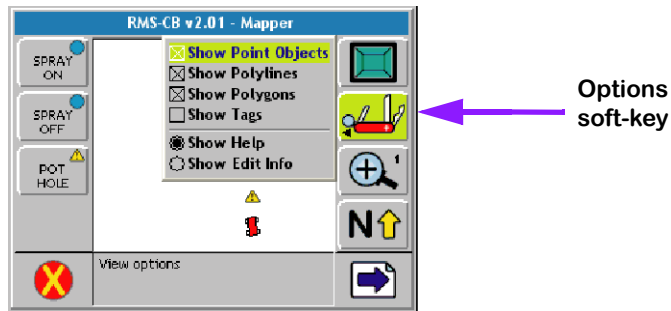 RMS-CB v2.01 - Mapper
SPRAY
ON
SPRAY
OFF
POT
HOLE
Show Point Objects
Show Polylines
Show Polygons
Show Tags
Show Help
Show Edit Info
1
N
View options
X
Options
soft-key